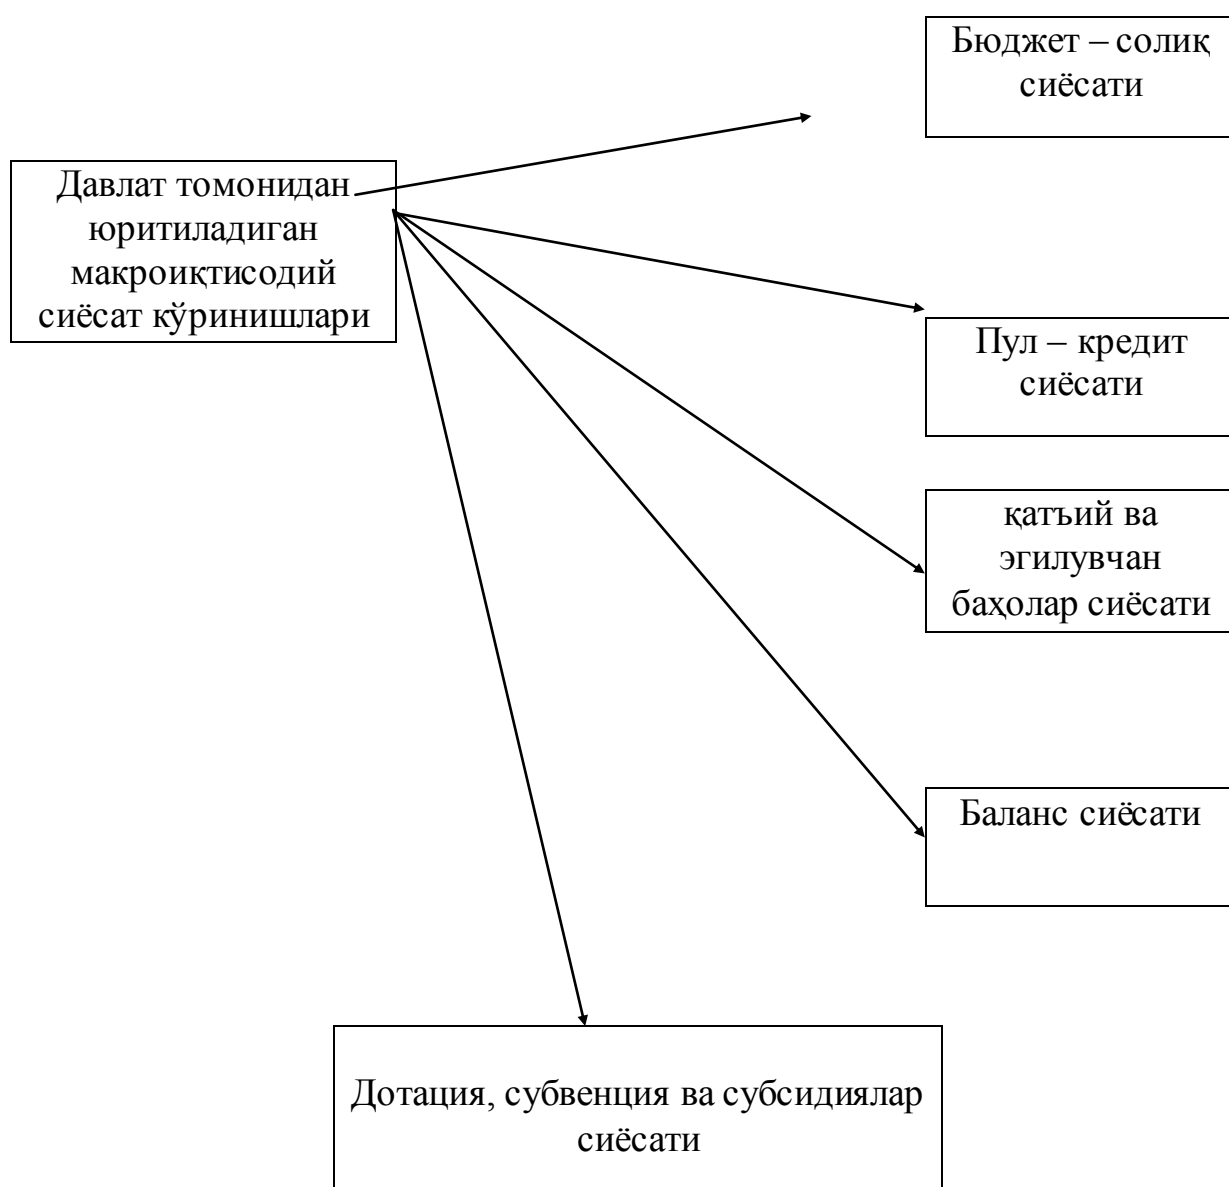 Бюджет – солиқ
сиёсати
Давлат томонидан
юритиладиган
макроиқтисодий
сиёсат кўринишлари
Пул – кредит
сиёсати
қатъий ва
эгилувчан
баҳолар сиёсати
Баланс сиёсати
Дотация, субвенция ва субсидиялар
сиёсати